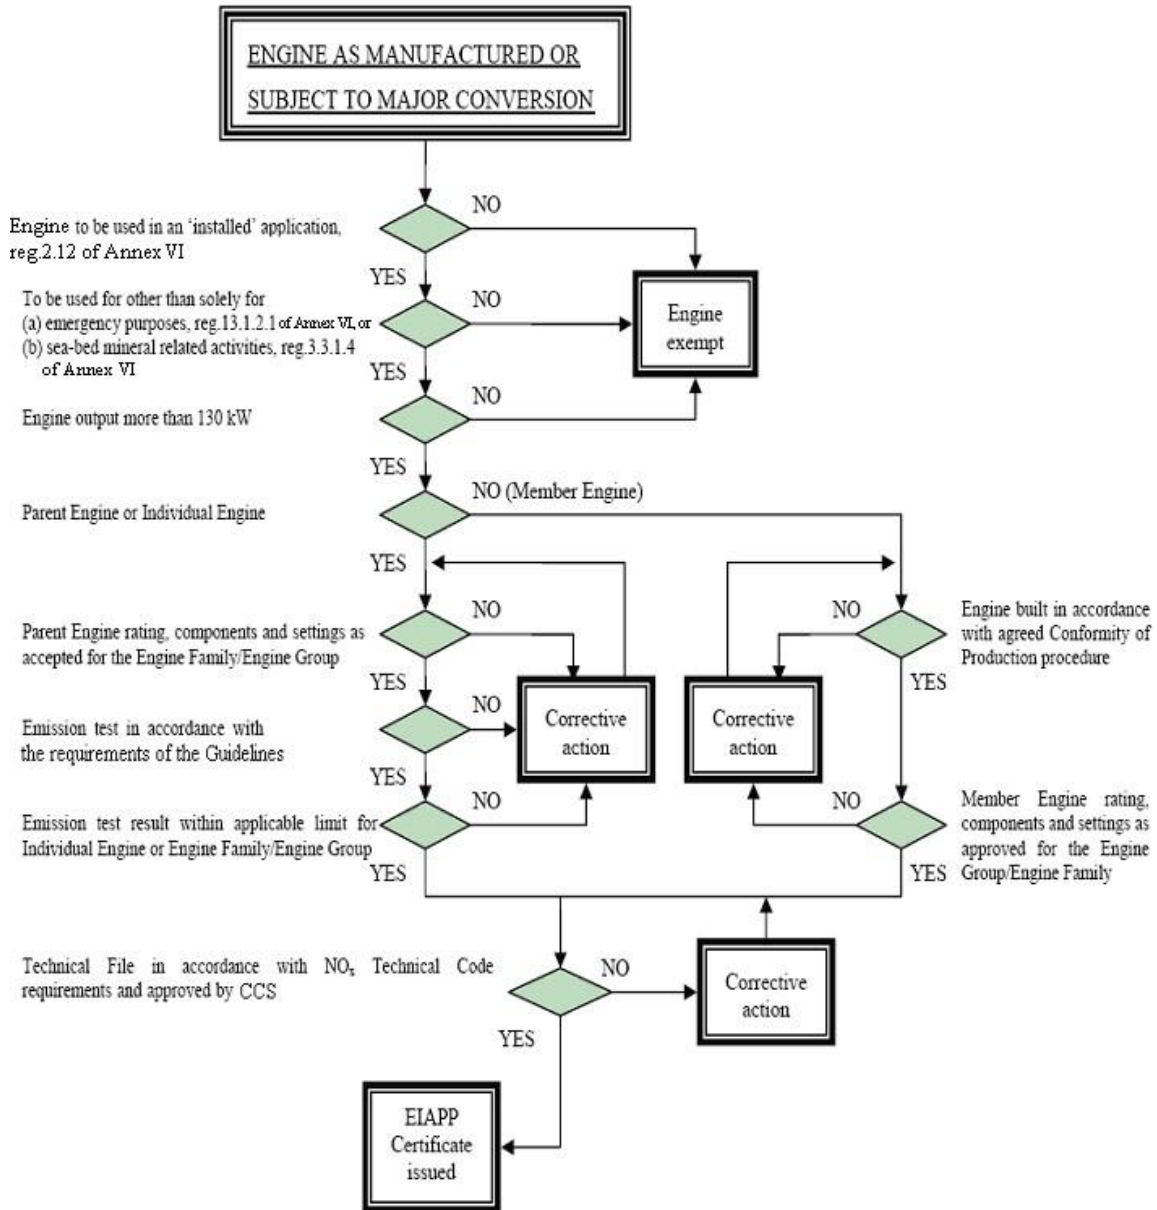 ENGINE AS MANUFACTURED OR
SUBJECT TO MAJOR CONVERSION
NO
Engine to be used in an ‘installed’ application,
reg.2.12 of Annex VI
YES
To be used for other than solely for
(a) emergency purposes, reg.13.1.2.1 of Annex VI, or
(b) sea-bed mineral related activities, reg.3.3.1.4
of Annex VI
NO
Engine
exempt
YES
NO
Engine output more than 130 kW
YES
NO (Member Engine)
Parent Engine or Individual Engine
YES
NO
Parent Engine rating, components and settings as
accepted for the Engine Family/Engine Group
NO
Engine built in accordance
with agreed Conformity of
Production procedure
YES
YES
NO
Emission test in accordance with
the requirements of the Guidelines
Corrective
action
Corrective
action
YES
NO
Emission test result within applicable limit for
Individual Engine or Engine Family/Engine Group
YES
NO
Member Engine rating,
components and settings as
approved for the Engine
Group/Engine Family
YES
Technical File in accordance with NOx Technical Code
requirements and approved by CCS
NO
Corrective
action
YES
EIAPP
Certificate
issued